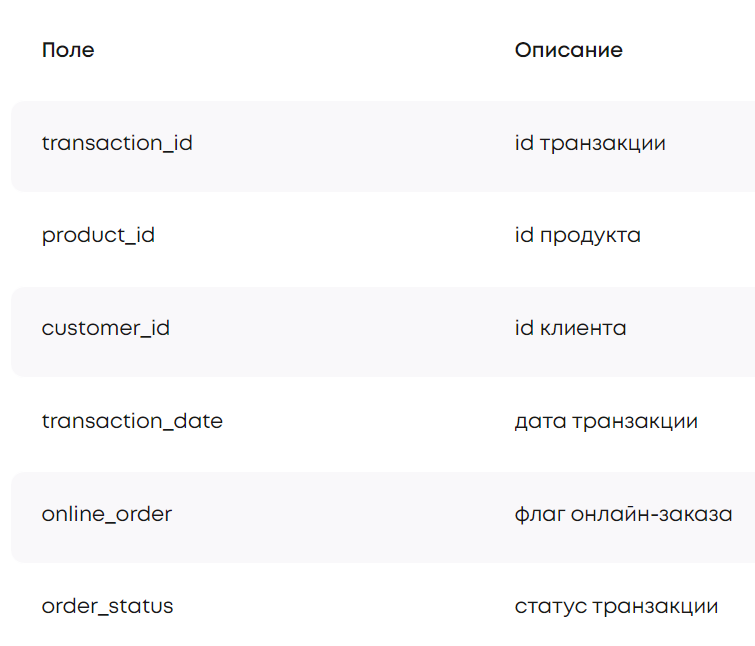 Поле Описание
transaction_id id транзакции
product_id id продукта
customer_id id клиента
transaction_date дата транзакции
online_order флаг онлайн-заказа
order_status статус транзакции